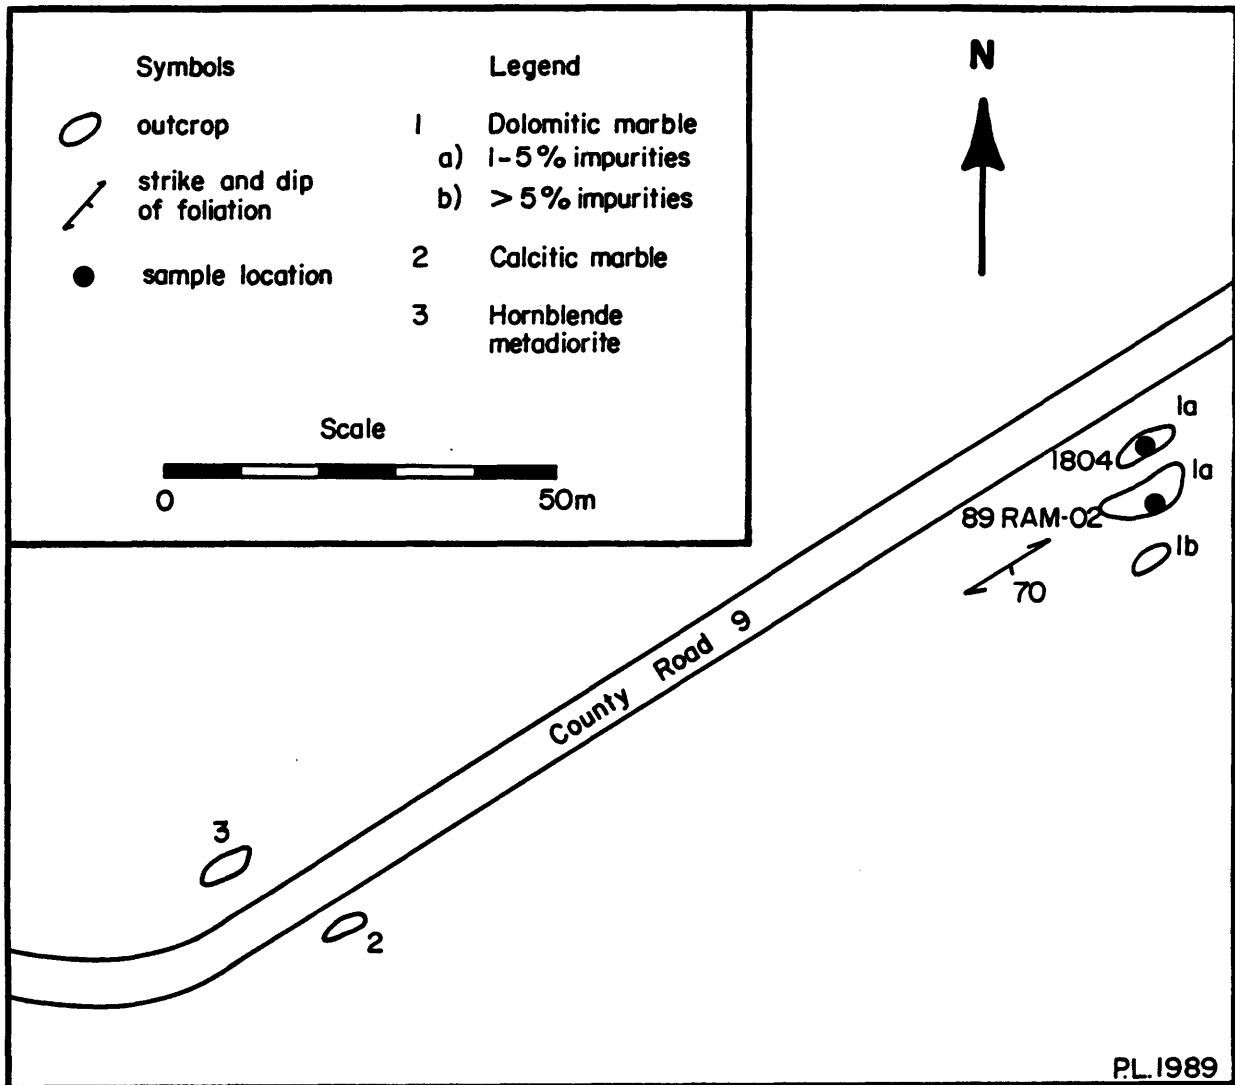 Symbols
outcrop
strike and dip
of foliation
sample location
Legend
1 Dolomitic marble
a) 1-5% impurities
b) > 5% impurities
2 Calcitic marble
3 Hornblende
metadiorite
Scale
0 50m
N
1a
1804
1a
89 RAM-02
1b
70
County Road 9
3
2
P.L.1989